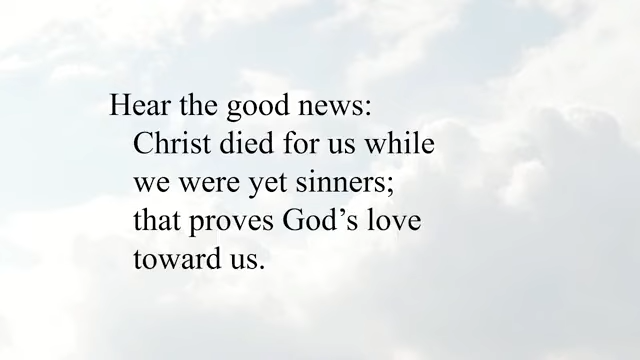 Hear the good news:
Christ died for us while
we were yet sinners;
that proves God’s love
toward us.